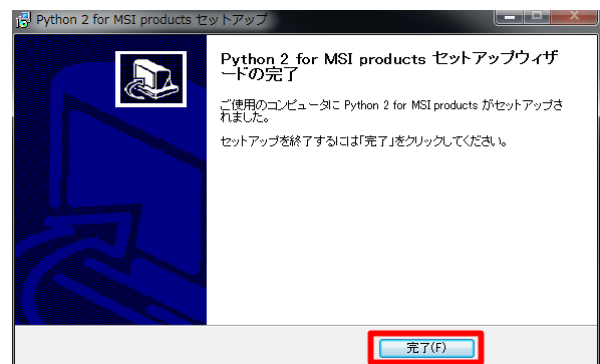 Python 2 for MSI products セットアップ
Python 2 for MSI products セットアップウィザ
ードの完了
ご使用のコンピュータに Python 2 for MSI products がセットアップさ
れました。
セットアップを終了するには「完了」をクリックしてください。
完了(F)